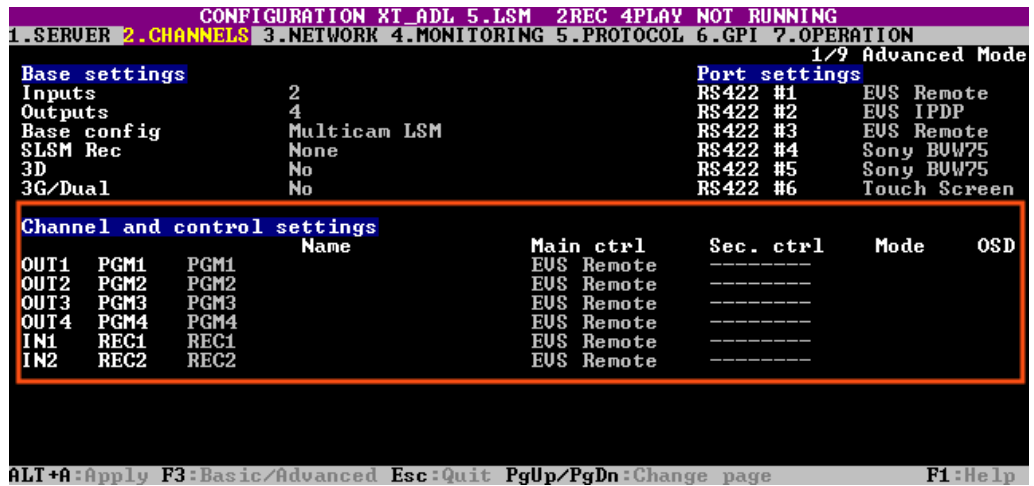 CONFIGURATION XT_ADL 5.LSM 2REC 4PLAY NOT RUNNING
1.SERVER 2.CHANNELS 3.NETWORK 4.MONITORING 5.PROTOCOL 6.GPI 7.OPERATION
1/9 Advanced Mode
Base settings Port settings
Inputs 2 RS422 #1 EVS Remote
Outputs 4 RS422 #2 EVS IPDP
Base config Multicam LSM RS422 #3 EVS Remote
SLSM Rec None RS422 #4 Sony BVW75
3D No RS422 #5 Sony BVW75
3G/Dual No RS422 #6 Touch Screen
Channel and control settings
Name Main ctrl Sec. ctrl Mode OSD
OUT1 PGM1 PGM1 EVS Remote --------
OUT2 PGM2 PGM2 EVS Remote --------
OUT3 PGM3 PGM3 EVS Remote --------
OUT4 PGM4 PGM4 EVS Remote --------
IN1 REC1 REC1 EVS Remote --------
IN2 REC2 REC2 EVS Remote --------
ALT+A:Apply F3:Basic/Advanced Esc:Quit PgUp/PgDn:Change page F1:Help